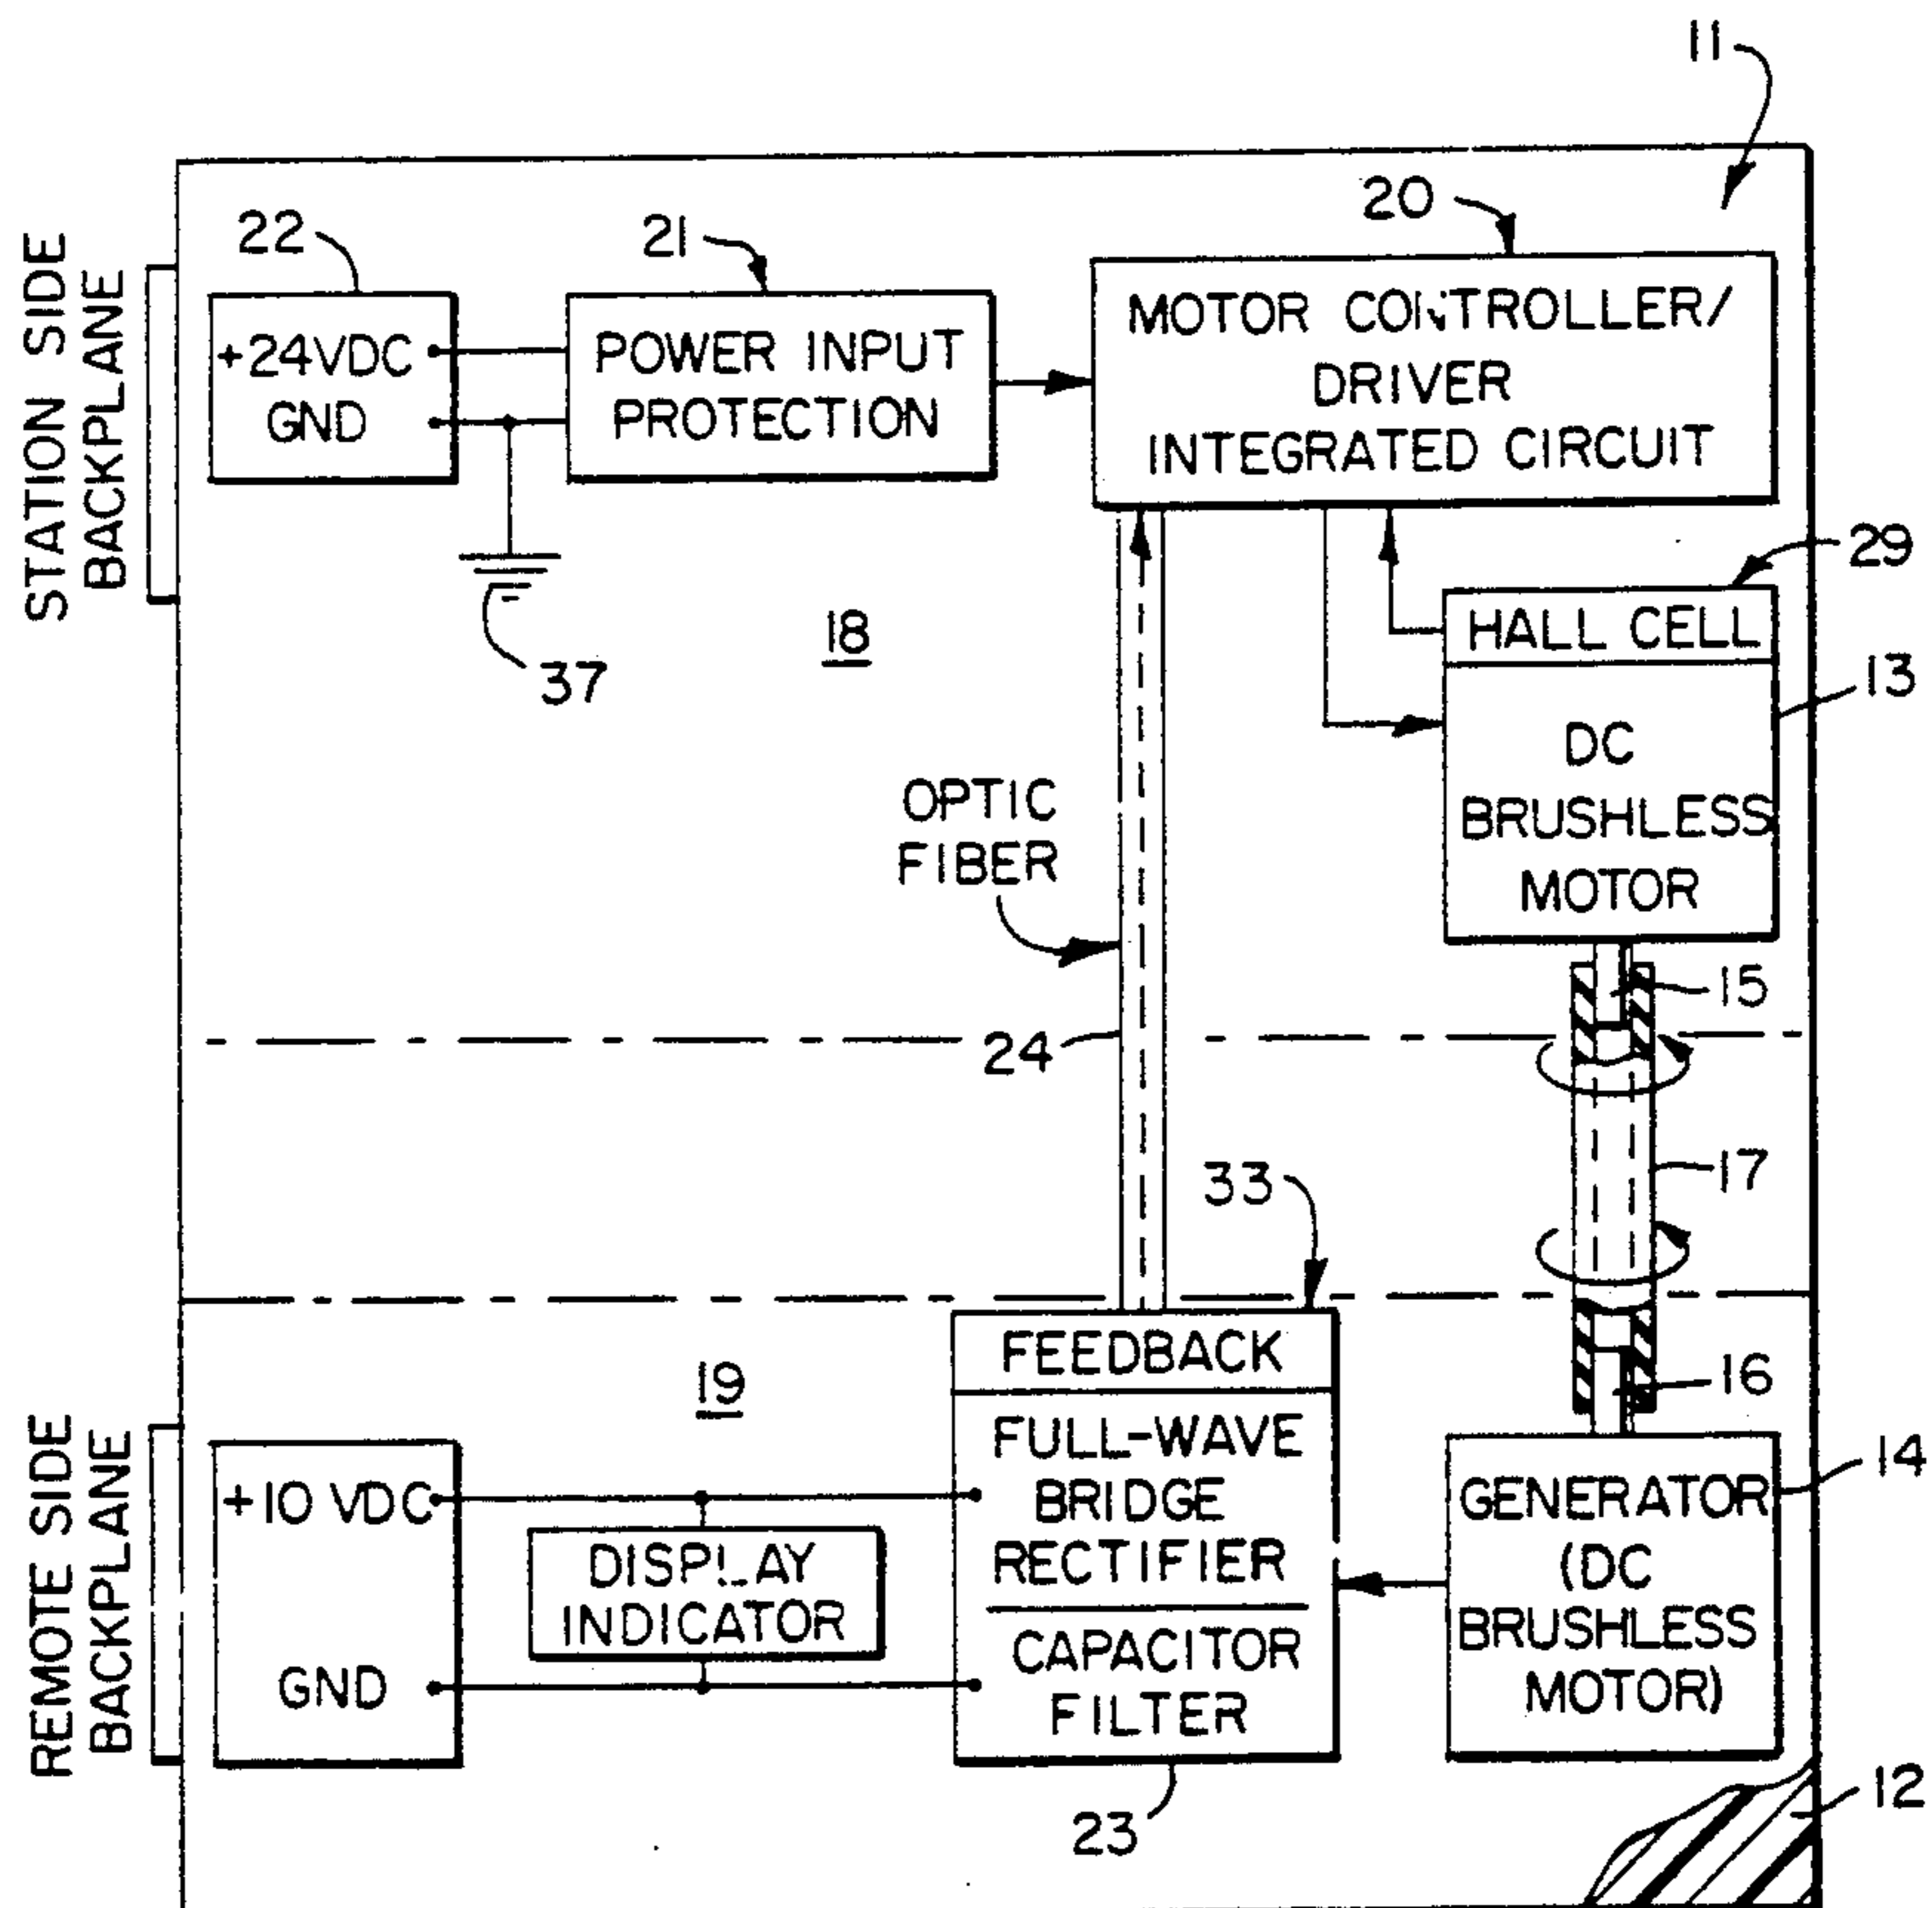 11
STATION SIDE
BACKPLANE
22
+24VDC
GND
21
POWER INPUT
PROTECTION
20
MOTOR CONTROLLER/
DRIVER
INTEGRATED CIRCUIT
37
18
29
HALL CELL
13
DC
BRUSHLESS
MOTOR
OPTIC
FIBER
15
24
17
33
16
REMOTE SIDE
BACKPLANE
19
+10 VDC
GND
DISPLAY
INDICATOR
FEEDBACK
FULL-WAVE
BRIDGE
RECTIFIER
CAPACITOR
FILTER
23
14
GENERATOR
(DC
BRUSHLESS
MOTOR)
12